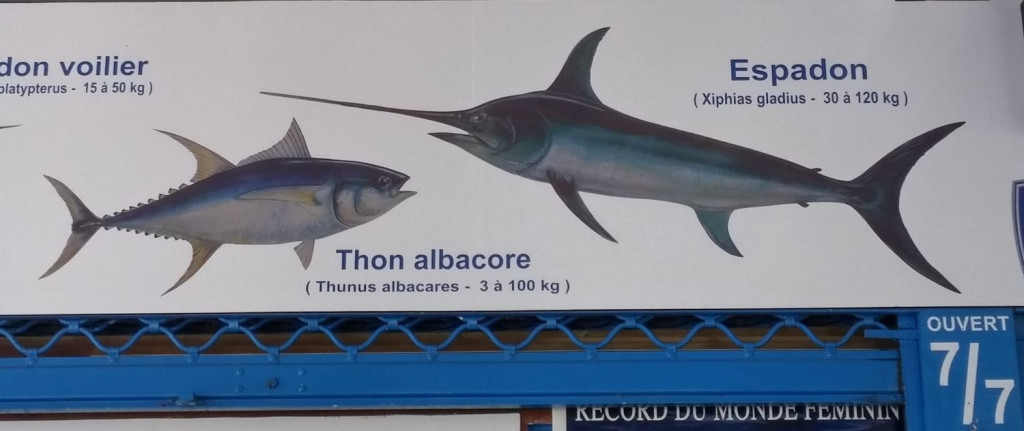 don voilier
platypterus - 15 à 50 kg )
Espadon
( Xiphias gladius - 30 à 120 kg )
Thon albacore
( Thunus albacares - 3 à 100 kg )
OUVERT
7/7
RECORD DU MONDE FEMININ